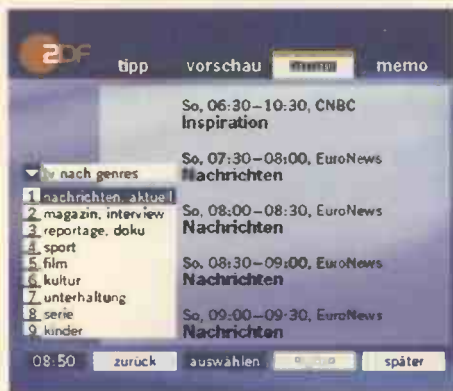 ZDF
tipp vorschau memo
So, 06:30–10:30, CNBC
Inspiration
So, 07:30–08:00, EuroNews
Nachrichten
So, 08:00–08:30, EuroNews
Nachrichten
So, 08:30–09:00, EuroNews
Nachrichten
So, 09:00–09:30, EuroNews
Nachrichten
tv nach genres
1 nachrichten, aktuell
2 magazin, interview
3 reportage, doku
4 sport
5 film
6 kultur
7 unterhaltung
8 serie
9 kinder
08:50 zurück auswählen später